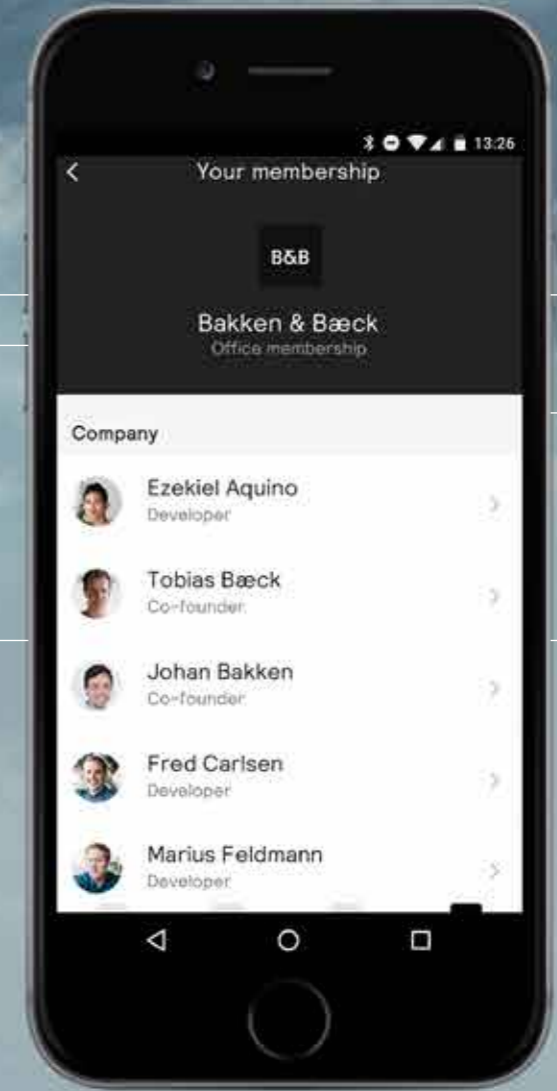 13:26
Your membership
B&B
Bakken & Bæck
Office membership
Company
Ezekiel Aquino
Developer
Tobias Bæck
Co-founder
Johan Bakken
Co-founder
Fred Carlsen
Developer
Marius Feldmann
Developer